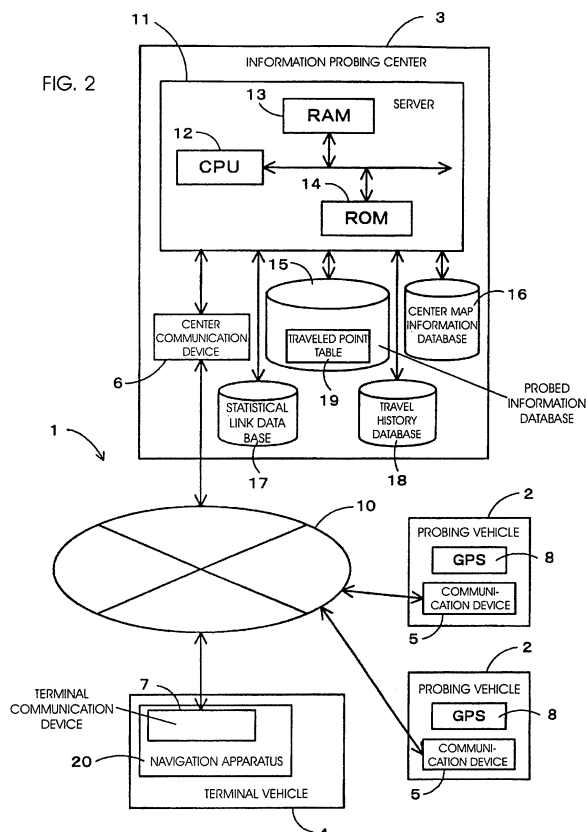 FIG. 2
11
3
INFORMATION PROBING CENTER
SERVER
13
RAM
12
CPU
14
ROM
15
16
CENTER MAP
INFORMATION
DATABASE
CENTER
COMMUNICATION
DEVICE
6
TRAVELED POINT
TABLE
19
PROBED
INFORMATION
DATABASE
STATISTICAL
LINK DATA
BASE
17
TRAVEL
HISTORY
DATABASE
18
1
10
2
PROBING VEHICLE
GPS
8
COMMUNI-
CATION DEVICE
5
2
PROBING VEHICLE
GPS
8
COMMUNI-
CATION DEVICE
5
TERMINAL
COMMUNICATION
DEVICE
7
20
NAVIGATION APPARATUS
TERMINAL VEHICLE
4